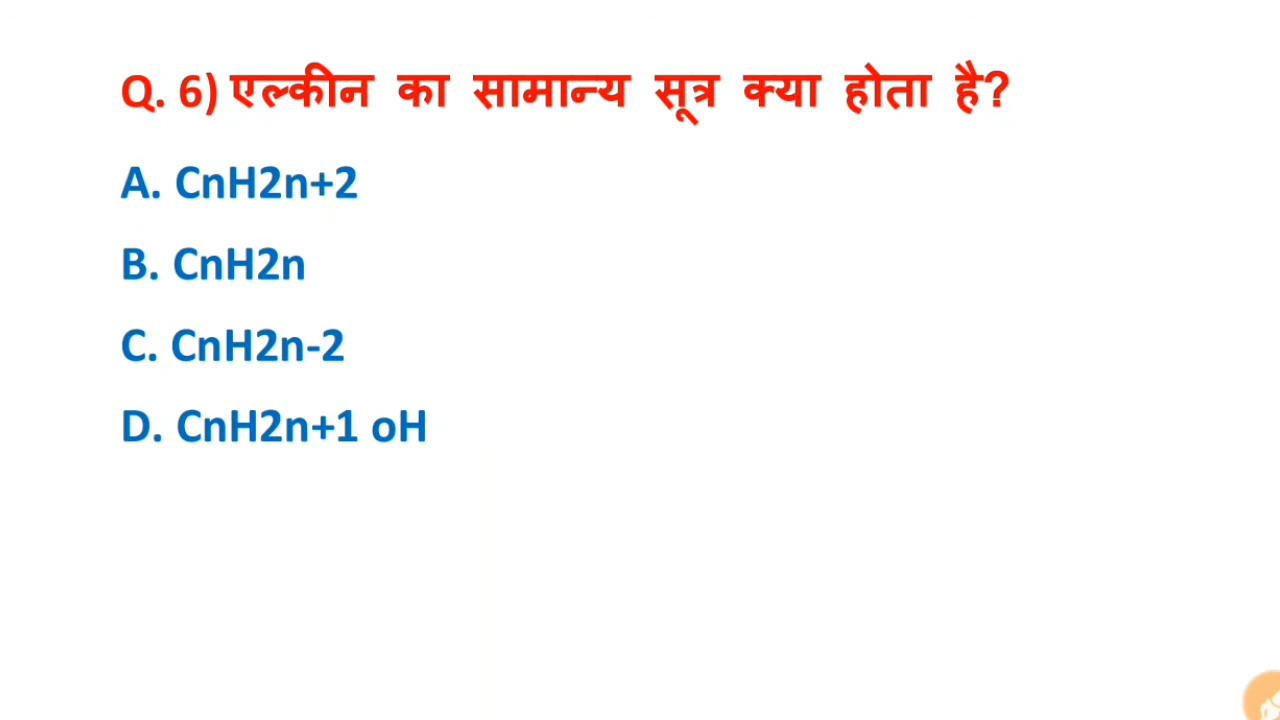 Q. 6) एल्कीन का सामान्य सूत्र क्या होता है?
A. CnH2n+2
B. CnH2n
C. CnH2n-2
D. CnH2n+1 oH